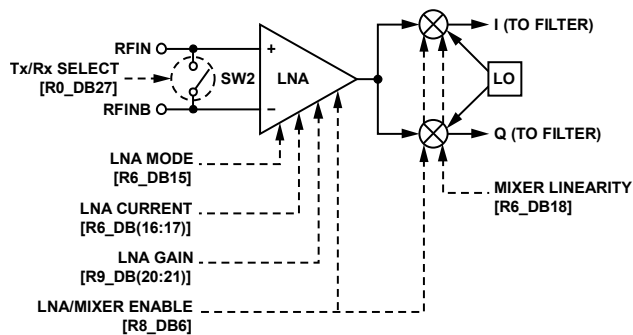 RFIN
I (TO FILTER)
Tx/Rx SELECT
[R0_DB27]
SW2
+
LNA
LO
RFINB
−
Q (TO FILTER)
LNA MODE
[R6_DB15]
MIXER LINEARITY
[R6_DB18]
LNA CURRENT
[R6_DB(16:17)]
LNA GAIN
[R9_DB(20:21)]
LNA/MIXER ENABLE
[R8_DB6]